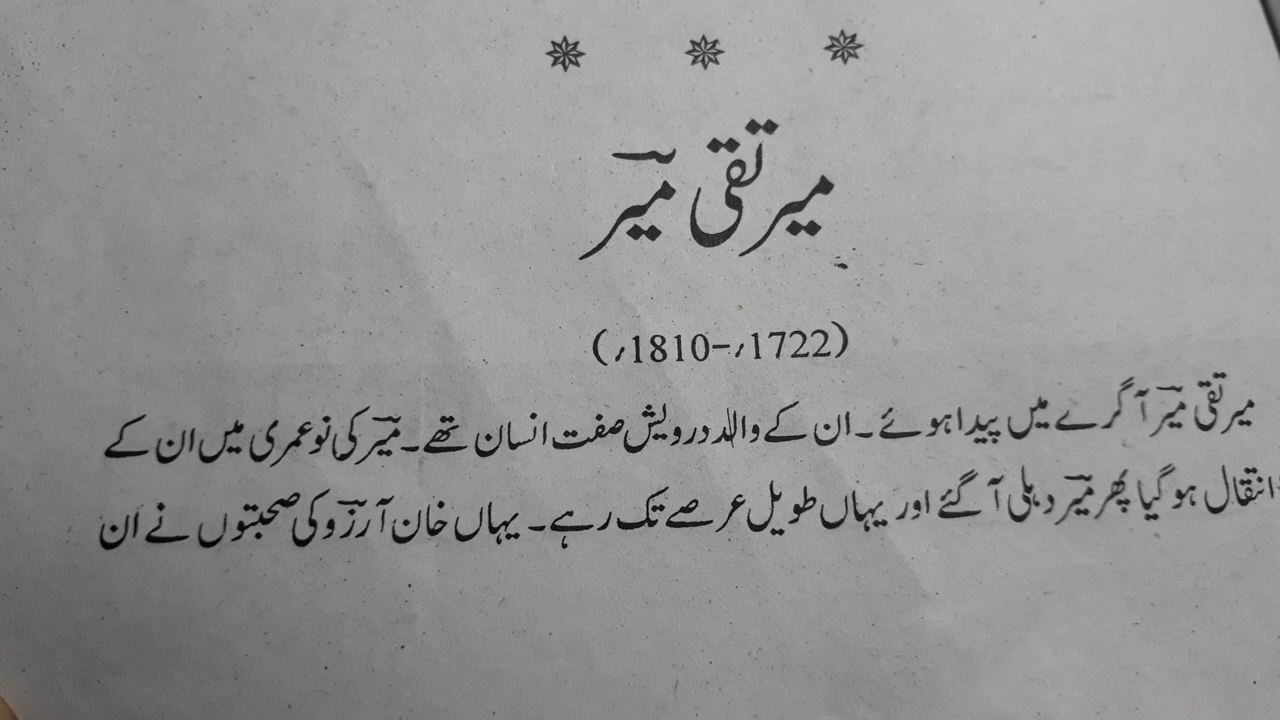 میر تقی میرؔ
(1722ء-1810ء)
میر تقی میرؔ آگرے میں پیدا ہوئے۔ ان کے والد درویش صفت انسان تھے۔ میرؔ کی نوعمری میں ان کے
انتقال ہو گیا پھر میرؔ دہلی آ گئے اور یہاں طویل عرصے تک رہے۔ یہاں خان آرزوؔ کی صحبتوں نے ان